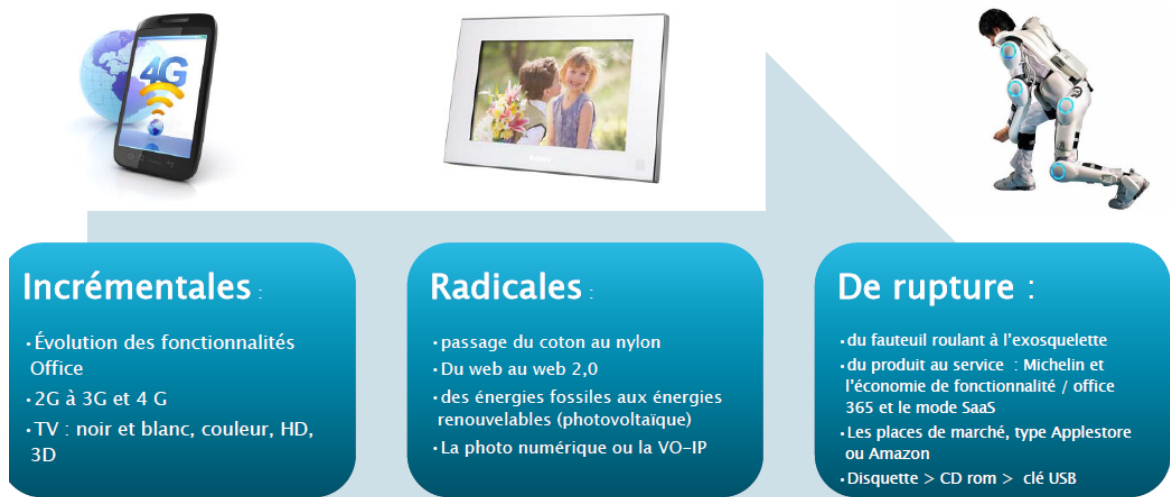 4G
Incrémentales :
•Évolution des fonctionnalités
Office
•2G à 3G et 4 G
•TV : noir et blanc, couleur, HD,
3D
Radicales :
•passage du coton au nylon
•Du web au web 2,0
•des énergies fossiles aux énergies
renouvelables (photovoltaïque)
•La photo numérique ou la VO-IP
De rupture :
•du fauteuil roulant à l'exosquelette
•du produit au service : Michelin et
l'économie de fonctionnalité / office
365 et le mode SaaS
•Les places de marché, type Applestore
ou Amazon
•Disquette > CD rom > clé USB